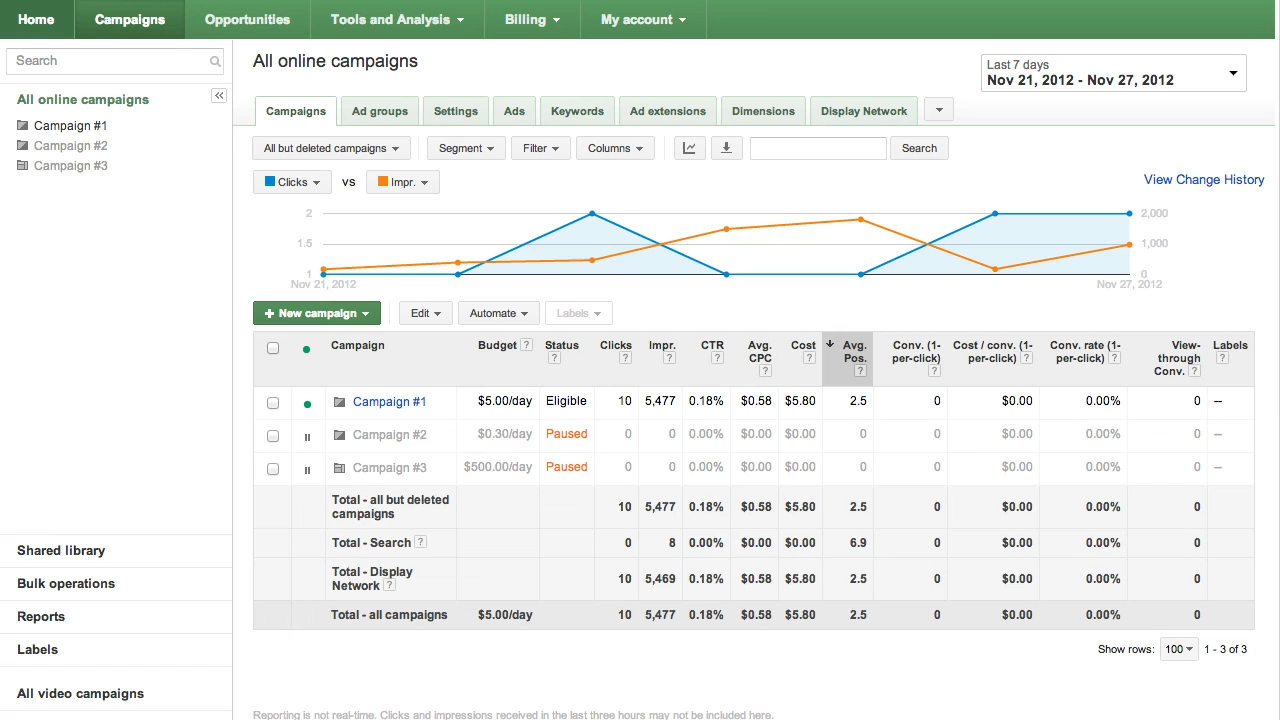 Home Campaigns Opportunities Tools and Analysis Billing My account
Search
All online campaigns
Campaign #1
Campaign #2
Campaign #3
Shared library
Bulk operations
Reports
Labels
All video campaigns
All online campaigns
Last 7 days
Nov 21, 2012 - Nov 27, 2012
Campaigns Ad groups Settings Ads Keywords Ad extensions Dimensions Display Network
All but deleted campaigns Segment Filter Columns Search
Clicks VS Impr. View Change History
2 2,000
1.5 1,000
1 0
Nov 21, 2012 Nov 27, 2012
+ New campaign Edit Automate Labels
Campaign Budget ? Status ? Clicks ? Impr. ? CTR ? Avg. CPC ? Cost ? Avg. Pos. ? Conv. (1-per-click) ? Cost / conv. (1-per-click) ? Conv. rate (1-per-click) ? View-through Conv. ? Labels ?
Campaign #1 $5.00/day Eligible 10 5,477 0.18% $0.58 $5.80 2.5 0 $0.00 0.00% 0 --
Campaign #2 $0.30/day Paused 0 0 0.00% $0.00 $0.00 0 0 $0.00 0.00% 0 --
Campaign #3 $500.00/day Paused 0 0 0.00% $0.00 $0.00 0 0 $0.00 0.00% 0 --
Total - all but deleted campaigns 10 5,477 0.18% $0.58 $5.80 2.5 0 $0.00 0.00% 0
Total - Search ? 0 8 0.00% $0.00 $0.00 6.9 0 $0.00 0.00% 0
Total - Display Network ? 10 5,469 0.18% $0.58 $5.80 2.5 0 $0.00 0.00% 0
Total - all campaigns $5.00/day 10 5,477 0.18% $0.58 $5.80 2.5 0 $0.00 0.00% 0
Show rows: 100 1 - 3 of 3
Reporting is not real-time. Clicks and impressions received in the last three hours may not be included here.